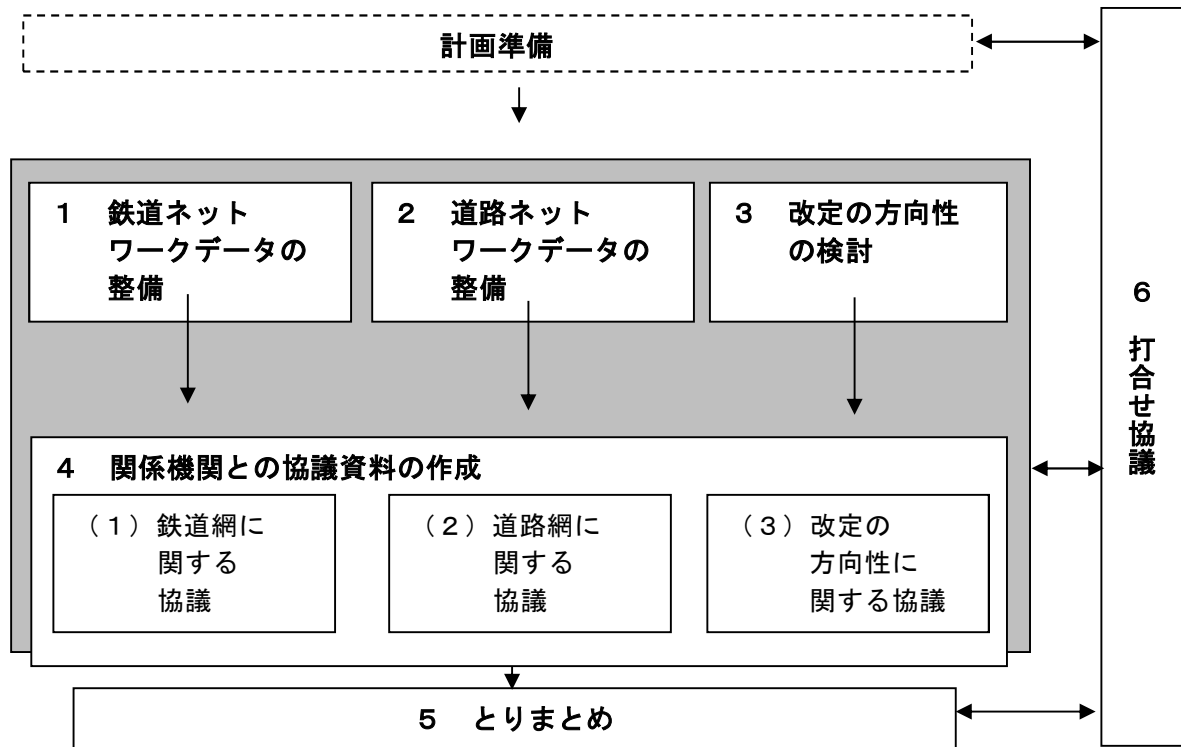 計画準備
１　鉄道ネット
ワークデータの
整備
２　道路ネット
ワークデータの
整備
３　改定の方向性
の検討
４　関係機関との協議資料の作成
（１）鉄道網に
関する
協議
（２）道路網に
関する
協議
（３）改定の
方向性に
関する協議
５　とりまとめ
６　打合せ協議